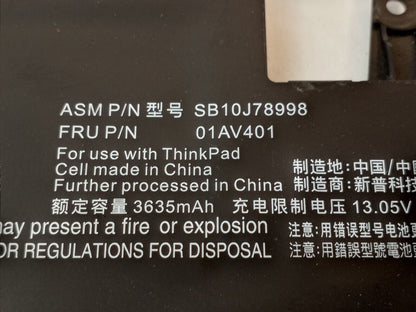 ASM P/N 型号 SB10J78998
FRU P/N 01AV401
For use with ThinkPad
Cell made in China 制造地: 中国/中
Further processed in China 制造商: 新普科技
额定容量 3635mAh 充电限制电压 13.05V
may present a fire or explosion 注意: 用错误型号电池更
OR REGULATIONS FOR DISPOSAL 注意: 用錯誤型號電池